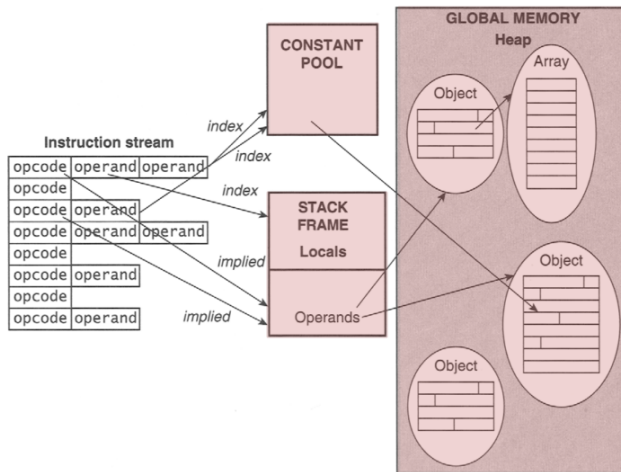 GLOBAL MEMORY
Heap
CONSTANT
POOL
Array
Object
index
Instruction stream
index
opcode operand operand
opcode
index
opcode operand
STACK
FRAME
opcode operand operand
Locals
opcode
implied
Object
opcode operand
opcode
implied
Operands
opcode operand
Object